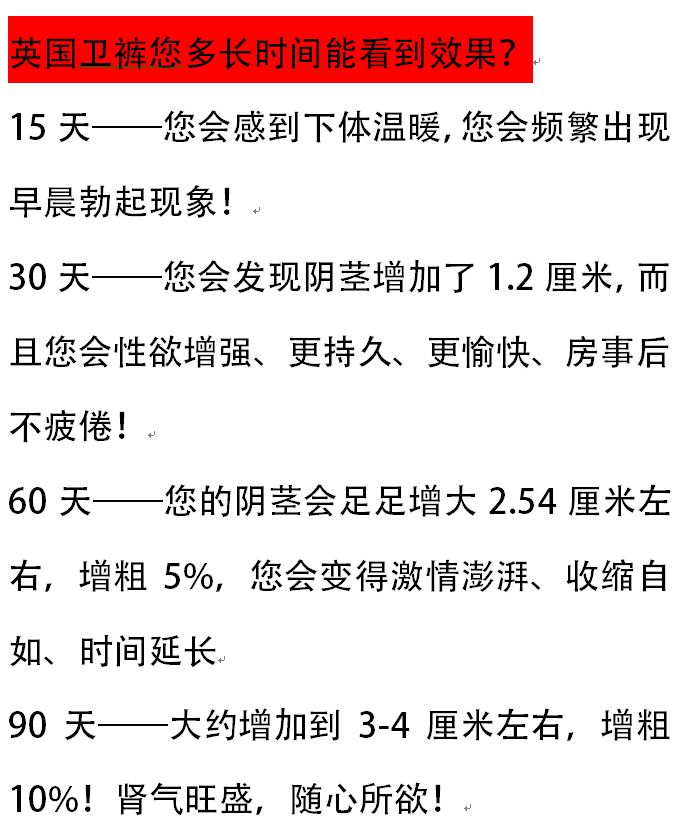 英国卫裤您多长时间能看到效果？
15 天——您会感到下体温暖，您会频繁出现
早晨勃起现象！
30 天——您会发现阴茎增加了 1.2 厘米，而
且您会性欲增强、更持久、更愉快、房事后
不疲倦！
60 天——您的阴茎会足足增大 2.54 厘米左
右，增粗 5%，您会变得激情澎湃、收缩自
如、时间延长
90 天——大约增加到 3-4 厘米左右，增粗
10%！肾气旺盛，随心所欲！